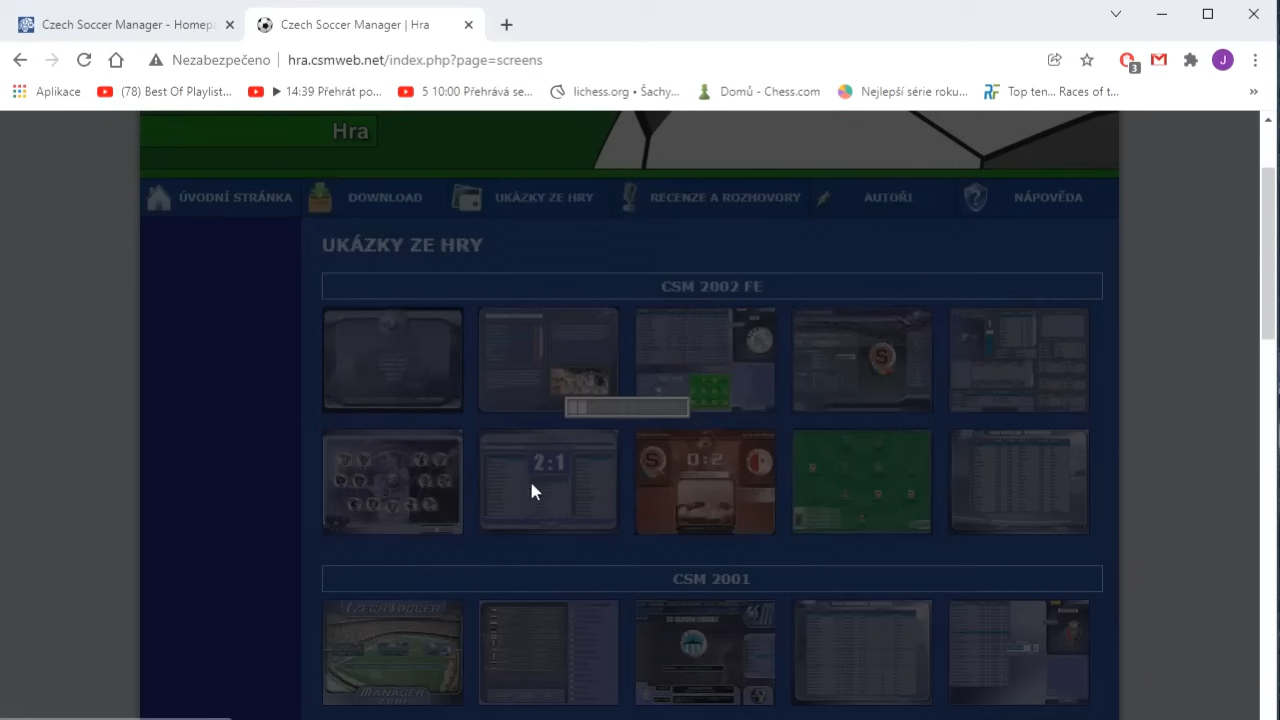 Czech Soccer Manager - Homepa
Czech Soccer Manager | Hra
Nezabezpečeno
hra.csmweb.net/index.php?page=screens
3
J
Aplikace
(78) Best Of Playlist...
14:39 Přehrát po...
5 10:00 Přehrává se...
lichess.org • Šachy...
Domů - Chess.com
Nejlepší série roku...
Top ten... Races of t...
»
Hra
ÚVODNÍ STRÁNKA
DOWNLOAD
UKÁZKY ZE HRY
RECENZE A ROZHOVORY
AUTOŘI
NÁPOVĚDA
UKÁZKY ZE HRY
CSM 2002 FE
S
2:1
S
0:2
CSM 2001
CZECH SOCCER
MANAGER
2001